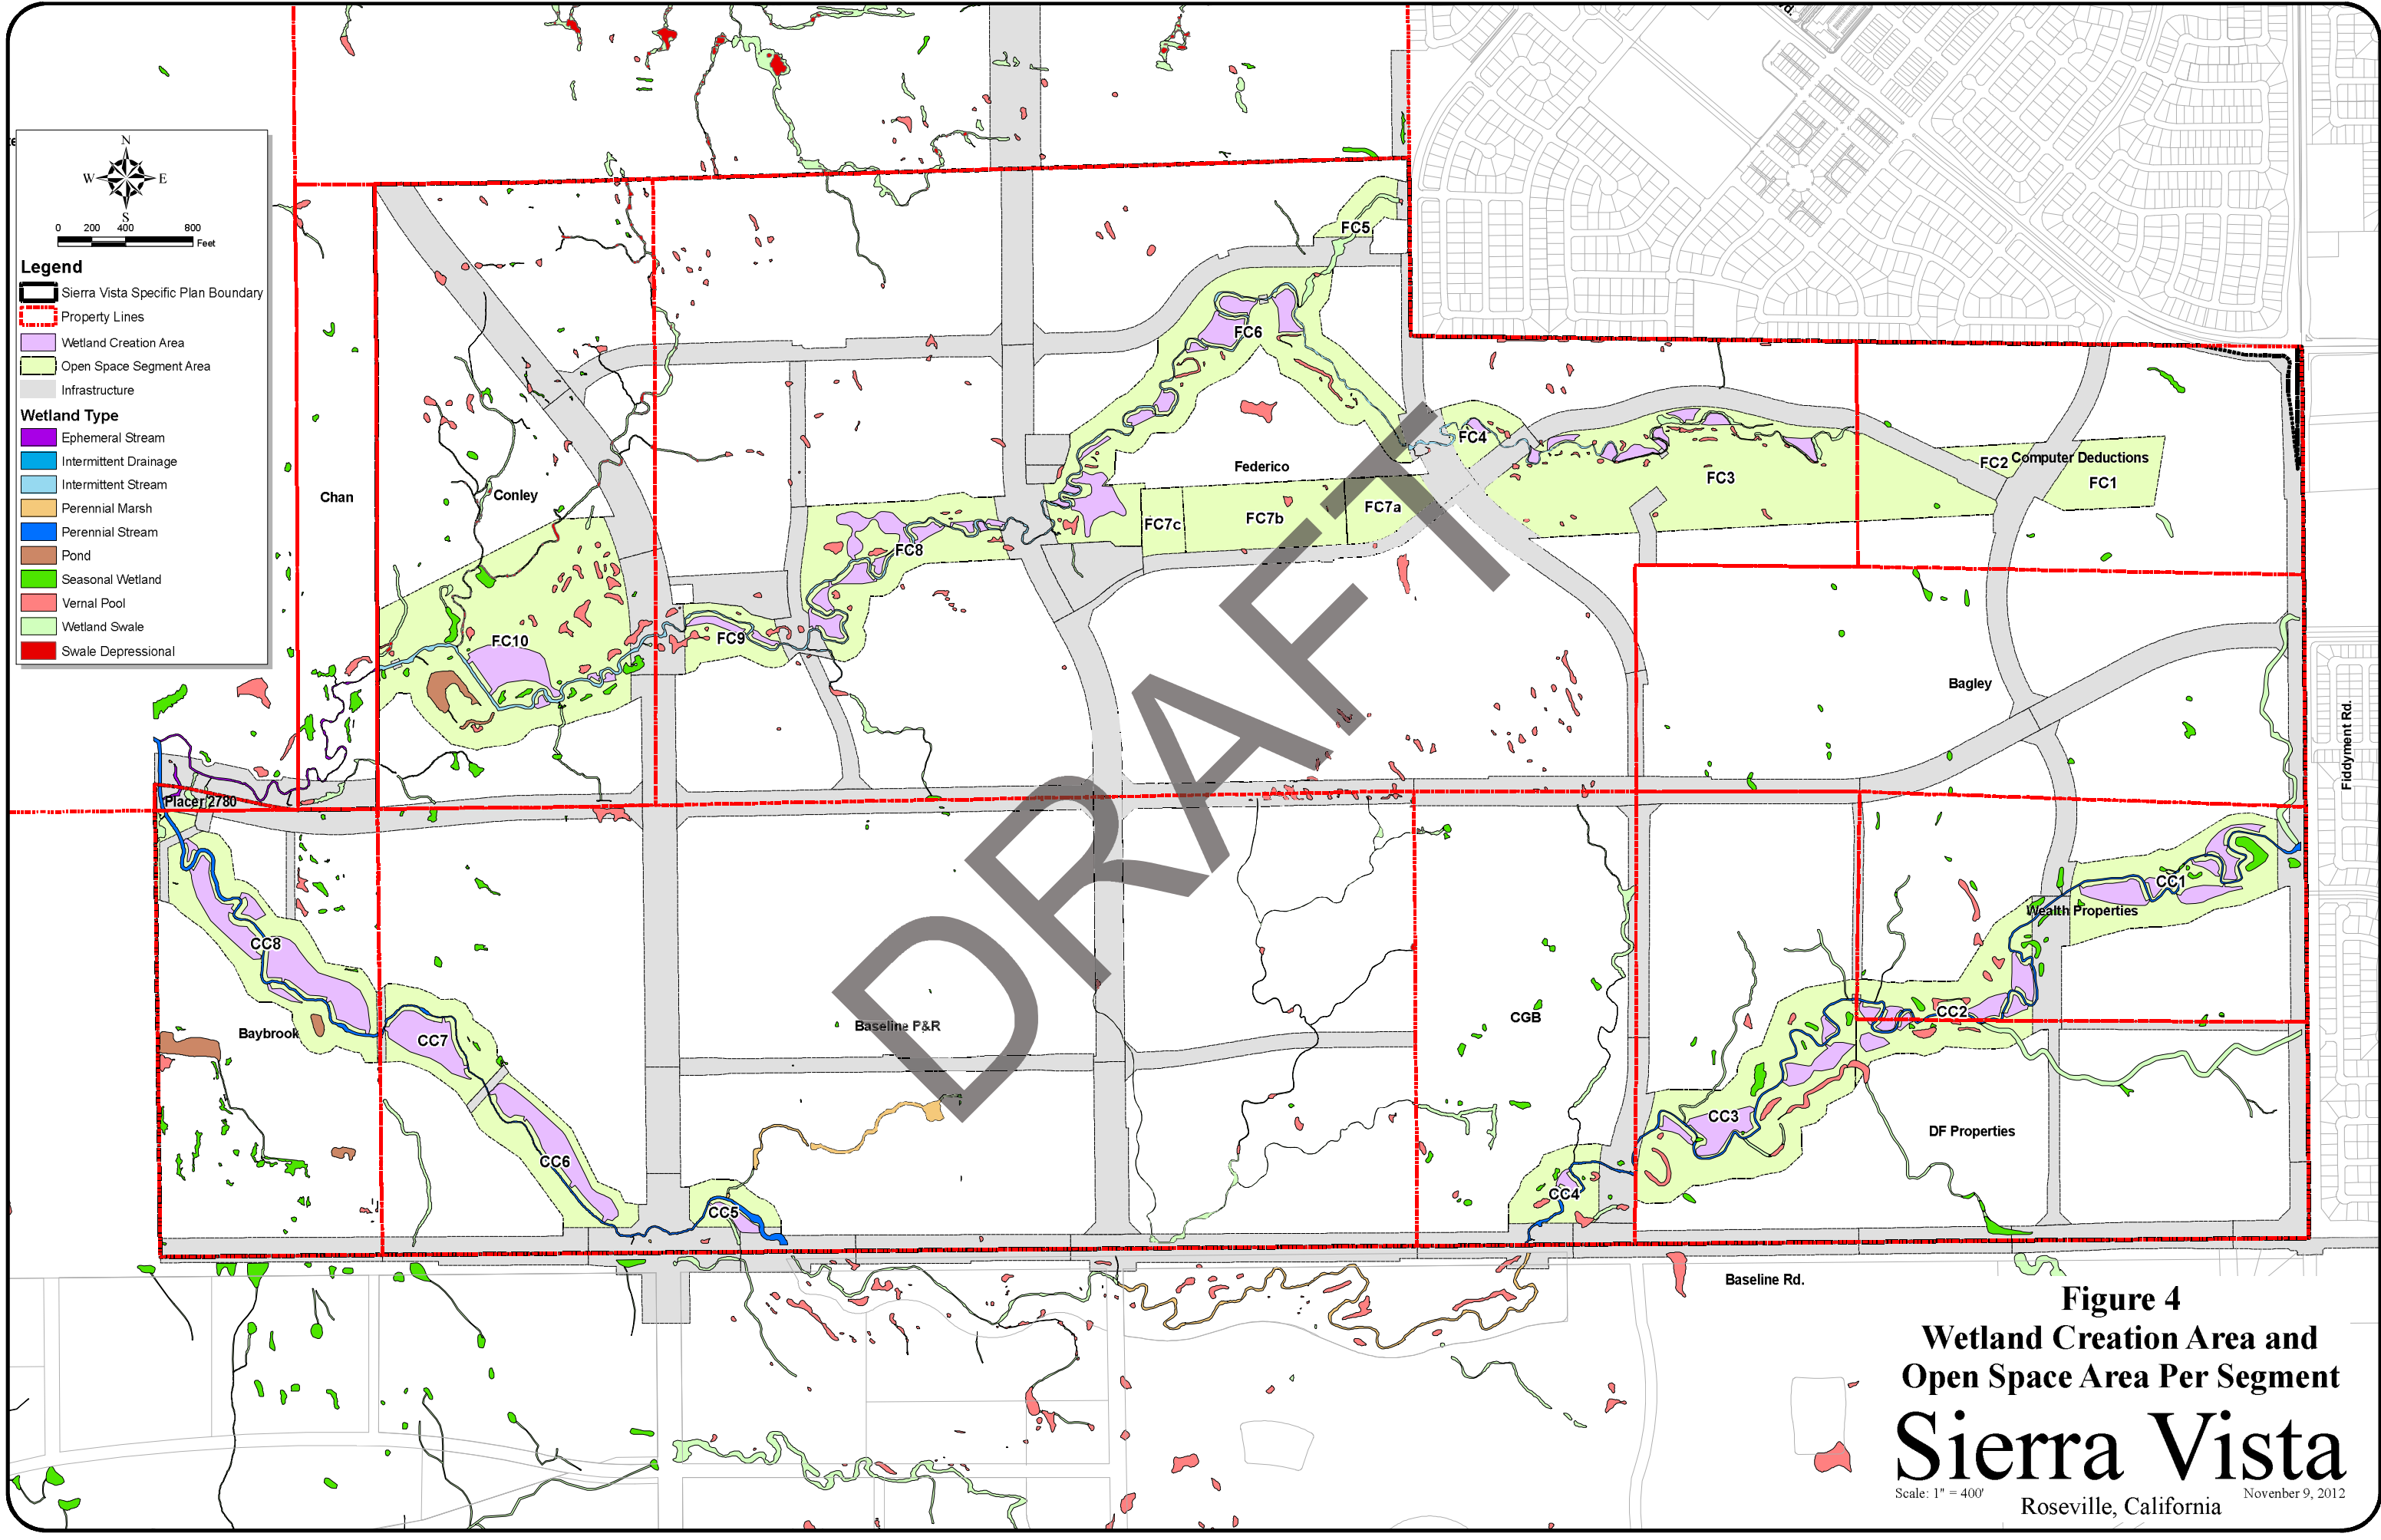 N
W E
S
0 200 400 800
Feet
Legend
Sierra Vista Specific Plan Boundary
Property Lines
Wetland Creation Area
Open Space Segment Area
Infrastructure
Wetland Type
Ephemeral Stream
Intermittent Drainage
Intermittent Stream
Perennial Marsh
Perennial Stream
Pond
Seasonal Wetland
Vernal Pool
Wetland Swale
Swale Depressional
FC5
FC6
FC4
Federico
FC3
FC2
Computer Deductions
FC1
Chan
Conley
FC7c
FC7b
FC7a
FC8
FC9
FC10
Bagley
Fiddyment Rd.
Placer 2780
CC8
CC1
Wealth Properties
CC2
Baybrook
CC7
Baseline P&R
CGB
CC3
DF Properties
CC6
CC4
CC5
Baseline Rd.
DRAFT
Figure 4
Wetland Creation Area and
Open Space Area Per Segment
Sierra Vista
Scale: 1" = 400'
Roseville, California
Novenber 9, 2012